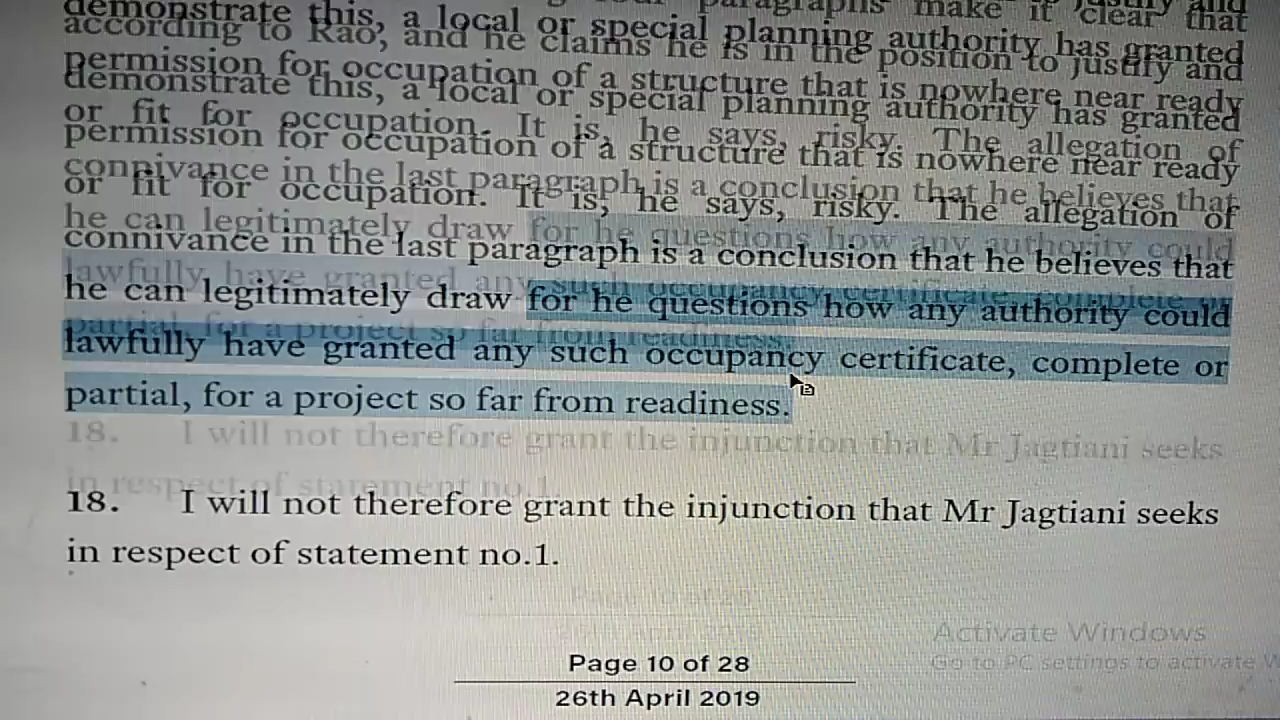 paragraphs make it clear that
according to Rao, and he claims he is in the position to justify and
demonstrate this, a local or special planning authority has granted
permission for occupation of a structure that is nowhere near ready
or fit for occupation. It is, he says, risky. The allegation of
connivance in the last paragraph is a conclusion that he believes that
he can legitimately draw for he questions how any authority could
lawfully have granted any such occupancy certificate, complete or
partial, for a project so far from readiness.
18. I will not therefore grant the injunction that Mr Jagtiani seeks
in respect of statement no.1.
Activate Windows
Go to PC settings to activate W
Page 10 of 28
26th April 2019